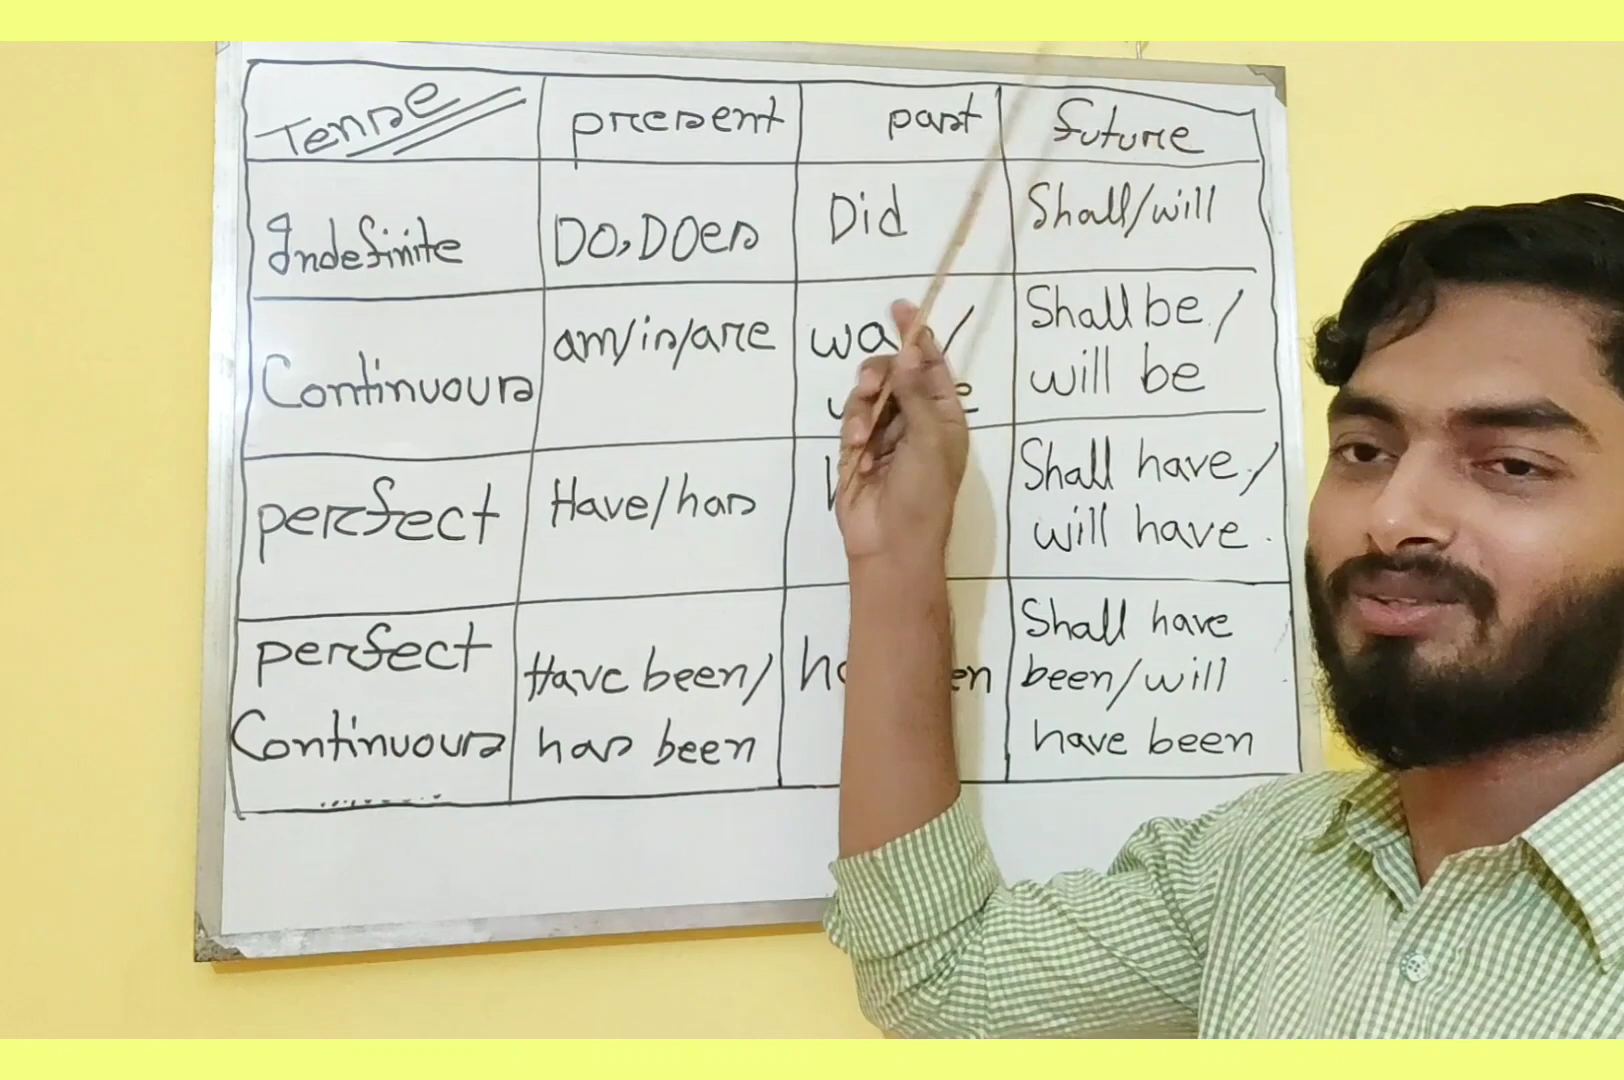 Tense present past future
Indefinite Do, Does Did Shall/will
Continuous am/is/are Shall be/
will be
perfect Have/has Shall have/
will have.
perfect Have been/ Shall have
Continuous has been been/will
have been